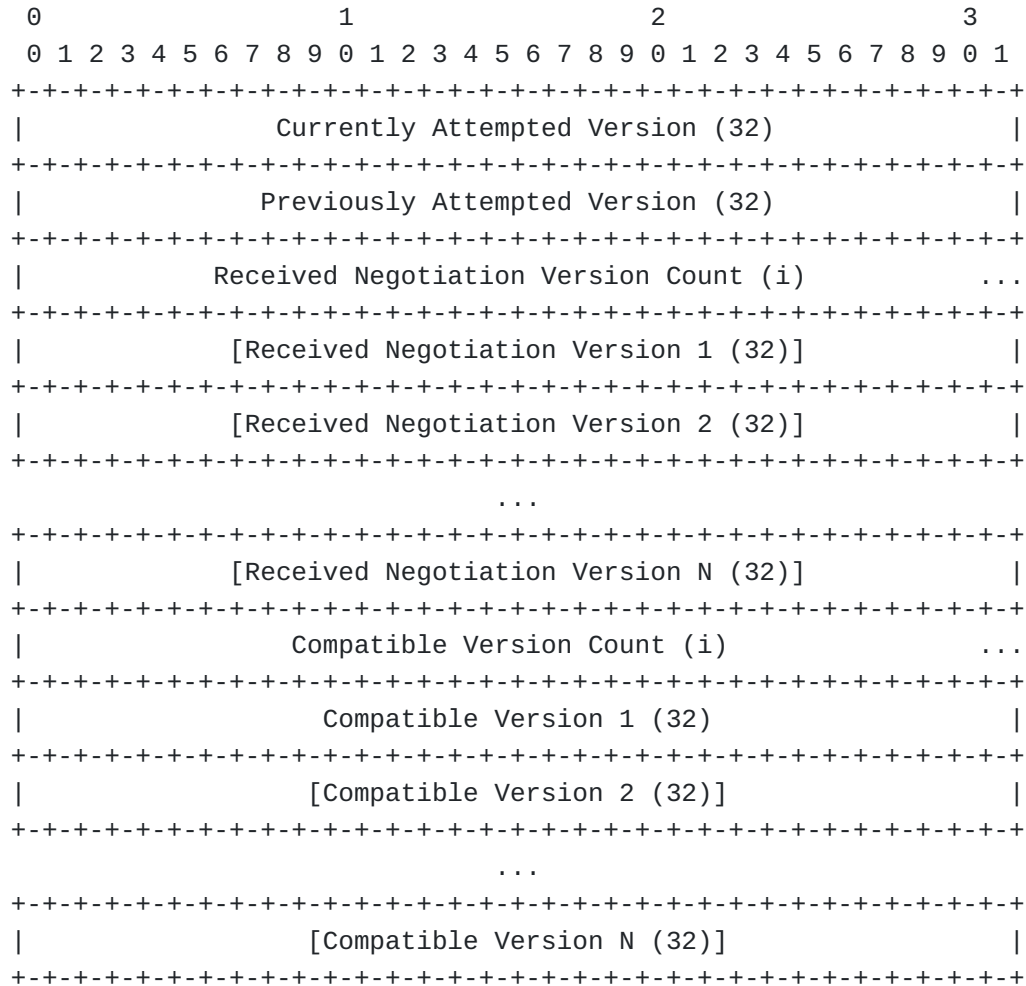 0                   1                   2                   3
 0 1 2 3 4 5 6 7 8 9 0 1 2 3 4 5 6 7 8 9 0 1 2 3 4 5 6 7 8 9 0 1
+-+-+-+-+-+-+-+-+-+-+-+-+-+-+-+-+-+-+-+-+-+-+-+-+-+-+-+-+-+-+-+-+
|                Currently Attempted Version (32)               |
+-+-+-+-+-+-+-+-+-+-+-+-+-+-+-+-+-+-+-+-+-+-+-+-+-+-+-+-+-+-+-+-+
|               Previously Attempted Version (32)               |
+-+-+-+-+-+-+-+-+-+-+-+-+-+-+-+-+-+-+-+-+-+-+-+-+-+-+-+-+-+-+-+-+
|            Received Negotiation Version Count (i)           ...
+-+-+-+-+-+-+-+-+-+-+-+-+-+-+-+-+-+-+-+-+-+-+-+-+-+-+-+-+-+-+-+-+
|             [Received Negotiation Version 1 (32)]             |
+-+-+-+-+-+-+-+-+-+-+-+-+-+-+-+-+-+-+-+-+-+-+-+-+-+-+-+-+-+-+-+-+
|             [Received Negotiation Version 2 (32)]             |
+-+-+-+-+-+-+-+-+-+-+-+-+-+-+-+-+-+-+-+-+-+-+-+-+-+-+-+-+-+-+-+-+
                               ...
+-+-+-+-+-+-+-+-+-+-+-+-+-+-+-+-+-+-+-+-+-+-+-+-+-+-+-+-+-+-+-+-+
|             [Received Negotiation Version N (32)]             |
+-+-+-+-+-+-+-+-+-+-+-+-+-+-+-+-+-+-+-+-+-+-+-+-+-+-+-+-+-+-+-+-+
|                 Compatible Version Count (i)                ...
+-+-+-+-+-+-+-+-+-+-+-+-+-+-+-+-+-+-+-+-+-+-+-+-+-+-+-+-+-+-+-+-+
|                   Compatible Version 1 (32)                   |
+-+-+-+-+-+-+-+-+-+-+-+-+-+-+-+-+-+-+-+-+-+-+-+-+-+-+-+-+-+-+-+-+
|                  [Compatible Version 2 (32)]                  |
+-+-+-+-+-+-+-+-+-+-+-+-+-+-+-+-+-+-+-+-+-+-+-+-+-+-+-+-+-+-+-+-+
                               ...
+-+-+-+-+-+-+-+-+-+-+-+-+-+-+-+-+-+-+-+-+-+-+-+-+-+-+-+-+-+-+-+-+
|                  [Compatible Version N (32)]                  |
+-+-+-+-+-+-+-+-+-+-+-+-+-+-+-+-+-+-+-+-+-+-+-+-+-+-+-+-+-+-+-+-+